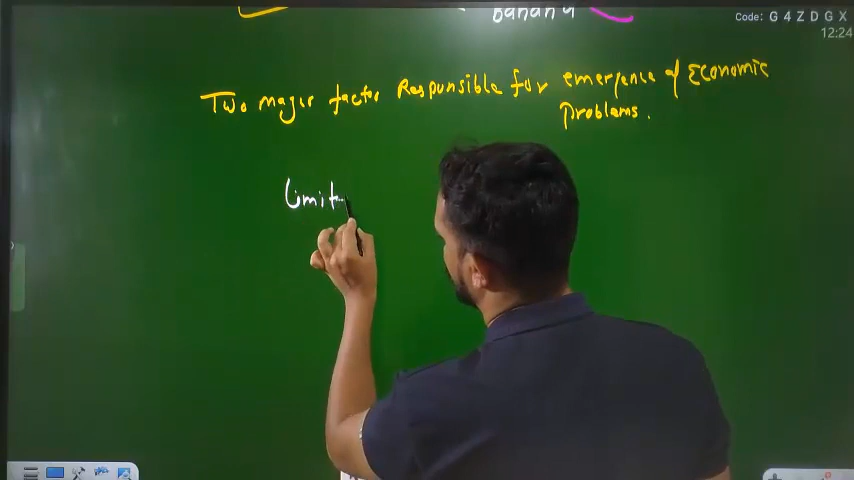 banana
Code: G 4 Z D G X
12:24
Two major factor Responsible for emergence of Economic
Problems.
Limit